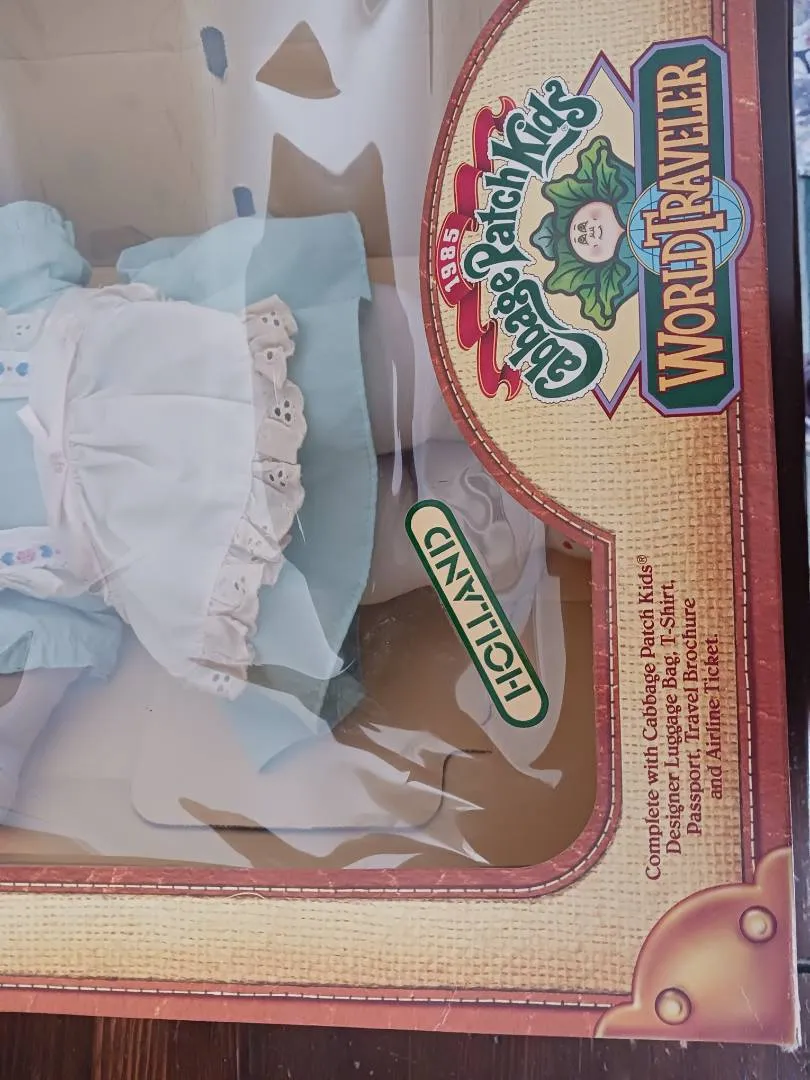 1985
Cabbage Patch Kids
WORLD TRAVELER
HOLLAND
Complete with Cabbage Patch Kids®
Designer Luggage Bag, T-Shirt,
Passport, Travel Brochure
and Airline Ticket.